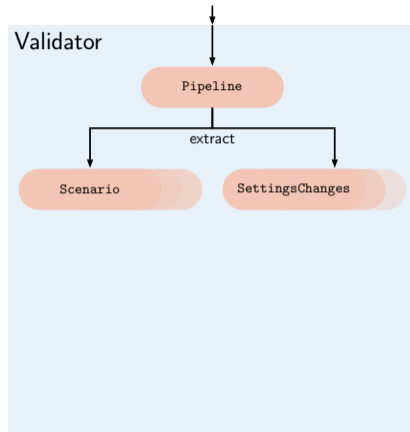 Validator
Pipeline
extract
Scenario
SettingsChanges